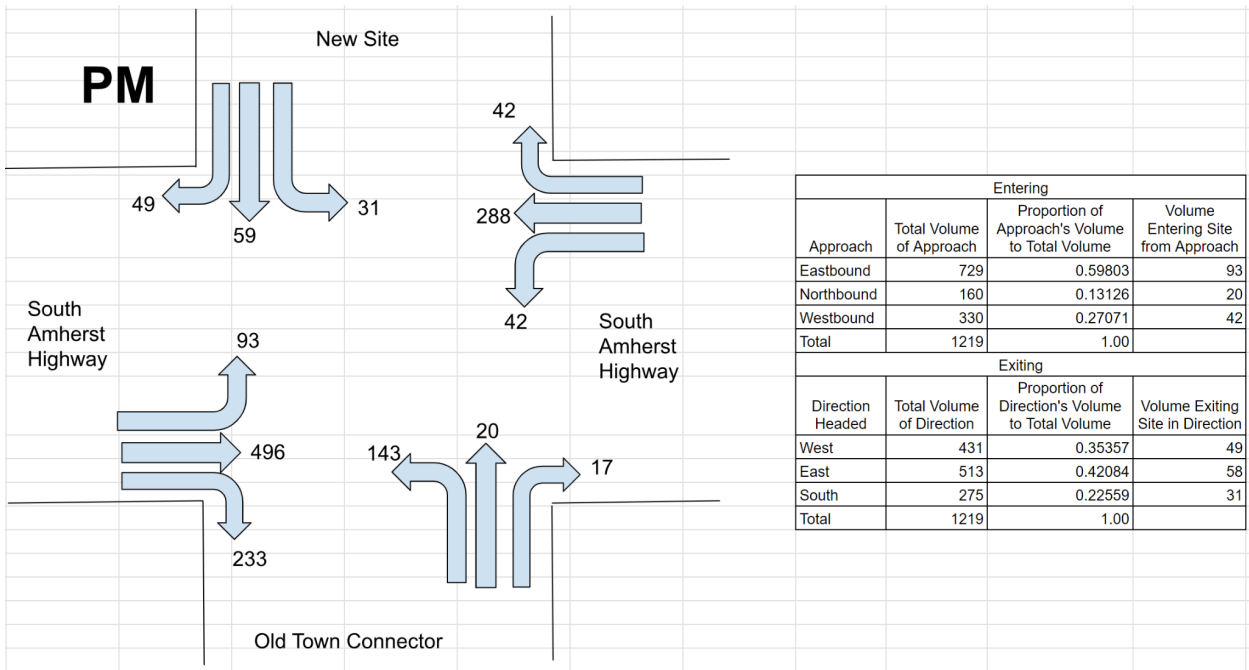 New Site
PM
42
49
31
288
59
42
South
Amherst
Highway
South
Amherst
Highway
93
496
143
20
17
233
Old Town Connector
Entering
Approach
Total Volume
of Approach
Proportion of
Approach's Volume
to Total Volume
Volume
Entering Site
from Approach
Eastbound 729 0.59803 93
Northbound 160 0.13126 20
Westbound 330 0.27071 42
Total 1219 1.00
Exiting
Direction
Headed
Total Volume
of Direction
Proportion of
Direction's Volume
to Total Volume
Volume Exiting
Site in Direction
West 431 0.35357 49
East 513 0.42084 58
South 275 0.22559 31
Total 1219 1.00